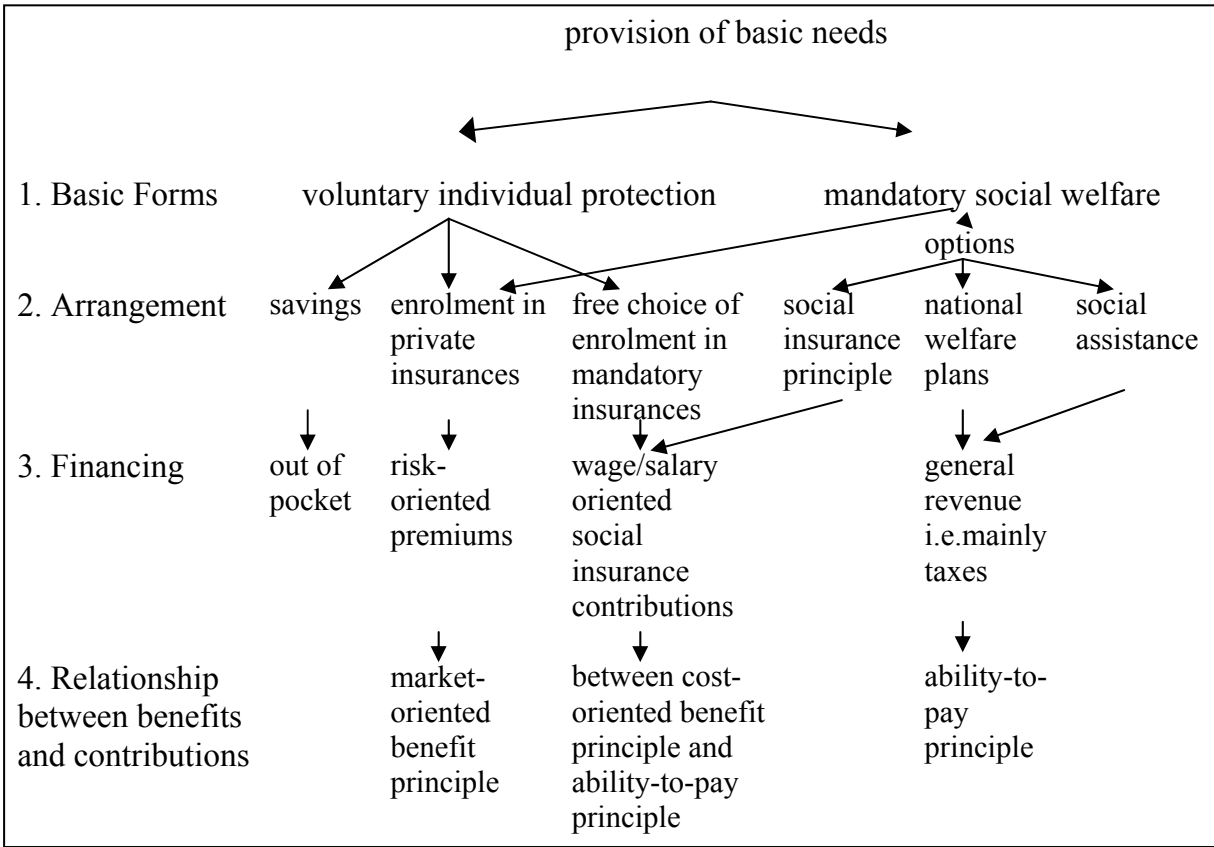 provision of basic needs
1. Basic Forms
voluntary individual protection
mandatory social welfare
options
2. Arrangement
savings
enrolment in
private
insurances
free choice of
enrolment in
mandatory
insurances
social
insurance
principle
national
welfare
plans
social
assistance
3. Financing
out of
pocket
risk-
oriented
premiums
wage/salary
oriented
social
insurance
contributions
general
revenue
i.e.mainly
taxes
4. Relationship
between benefits
and contributions
market-
oriented
benefit
principle
between cost-
oriented benefit
principle and
ability-to-pay
principle
ability-to-
pay
principle